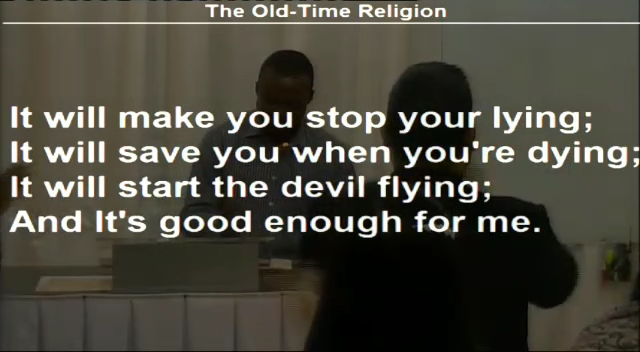 The Old-Time Religion
It will make you stop your lying;
It will save you when you're dying;
It will start the devil flying;
And It's good enough for me.